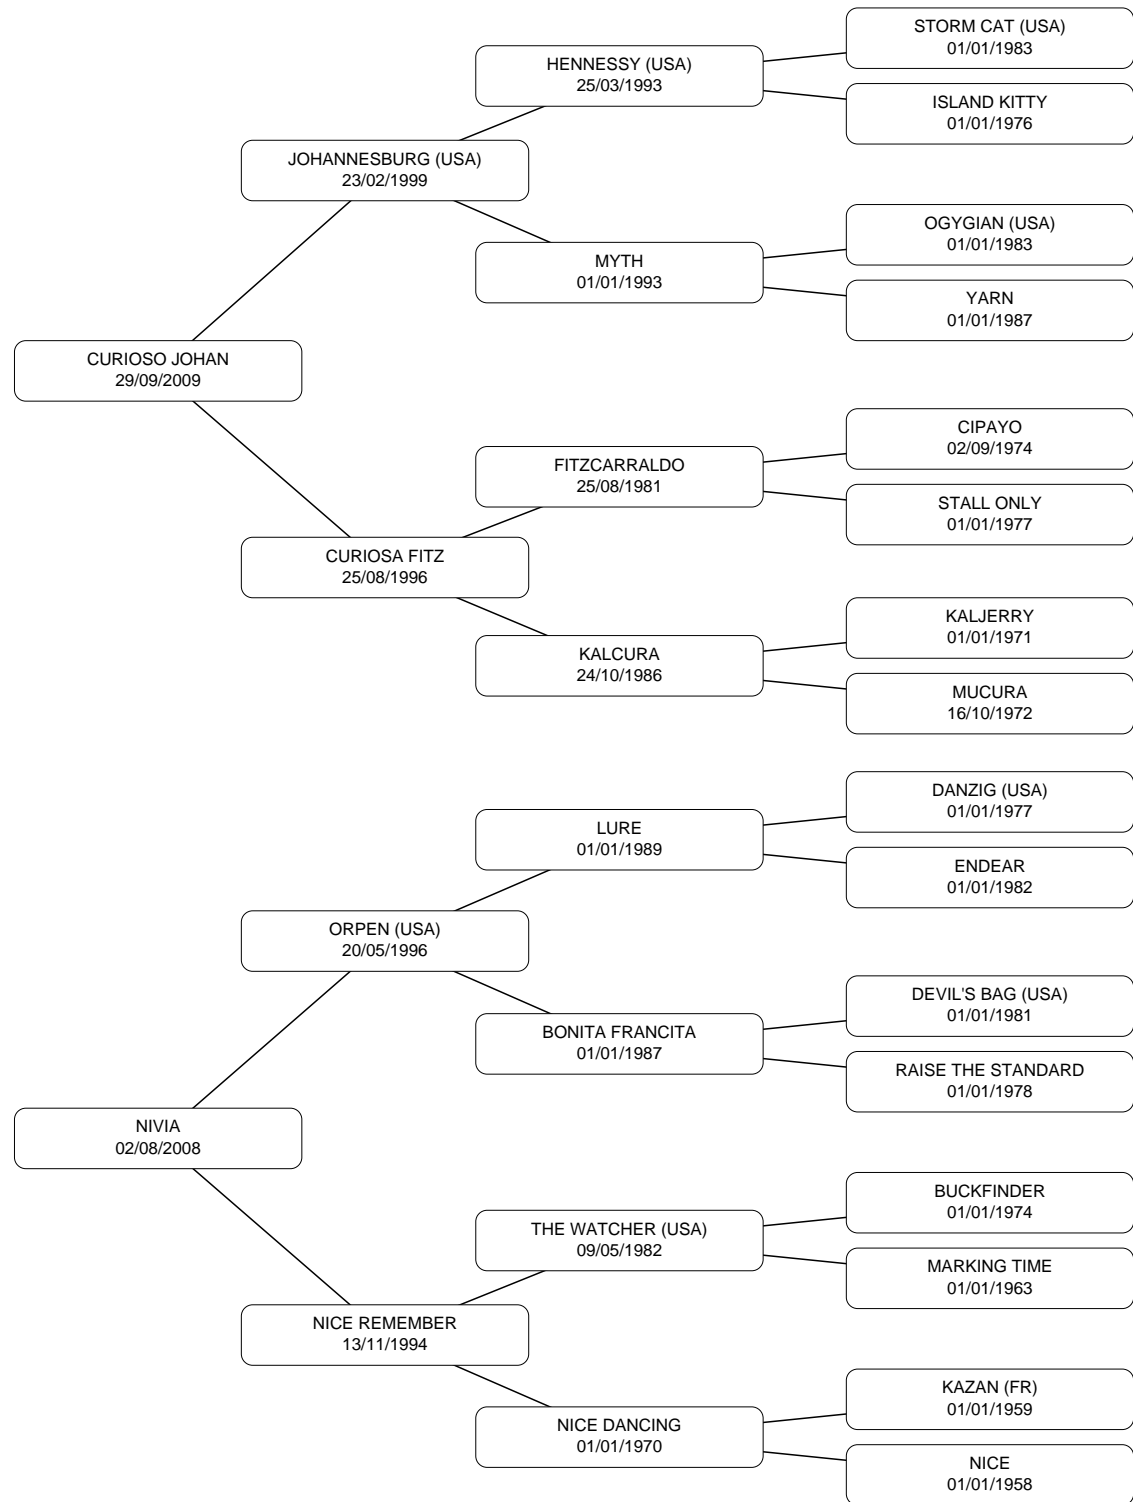 STORM CAT (USA)
01/01/1983
HENNESSY (USA)
25/03/1993
ISLAND KITTY
01/01/1976
JOHANNESBURG (USA)
23/02/1999
OGYGIAN (USA)
01/01/1983
MYTH
01/01/1993
YARN
01/01/1987
CURIOSO JOHAN
29/09/2009
CIPAYO
02/09/1974
FITZCARRALDO
25/08/1981
STALL ONLY
01/01/1977
CURIOSA FITZ
25/08/1996
KALJERRY
01/01/1971
KALCURA
24/10/1986
MUCURA
16/10/1972
DANZIG (USA)
01/01/1977
LURE
01/01/1989
ENDEAR
01/01/1982
ORPEN (USA)
20/05/1996
DEVIL'S BAG (USA)
01/01/1981
BONITA FRANCITA
01/01/1987
RAISE THE STANDARD
01/01/1978
NIVIA
02/08/2008
BUCKFINDER
01/01/1974
THE WATCHER (USA)
09/05/1982
MARKING TIME
01/01/1963
NICE REMEMBER
13/11/1994
KAZAN (FR)
01/01/1959
NICE DANCING
01/01/1970
NICE
01/01/1958